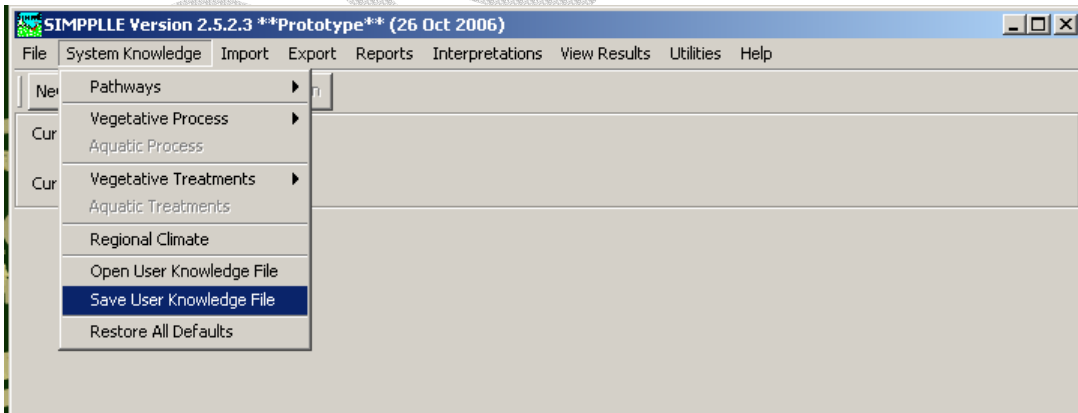 SIMPPLLE Version 2.5.2.3 **Prototype** (26 Oct 2006)
File System Knowledge Import Export Reports Interpretations View Results Utilities Help
Pathways
Vegetative Process
Cur
Aquatic Process
Vegetative Treatments
Cur
Aquatic Treatments
Regional Climate
Open User Knowledge File
Save User Knowledge File
Restore All Defaults